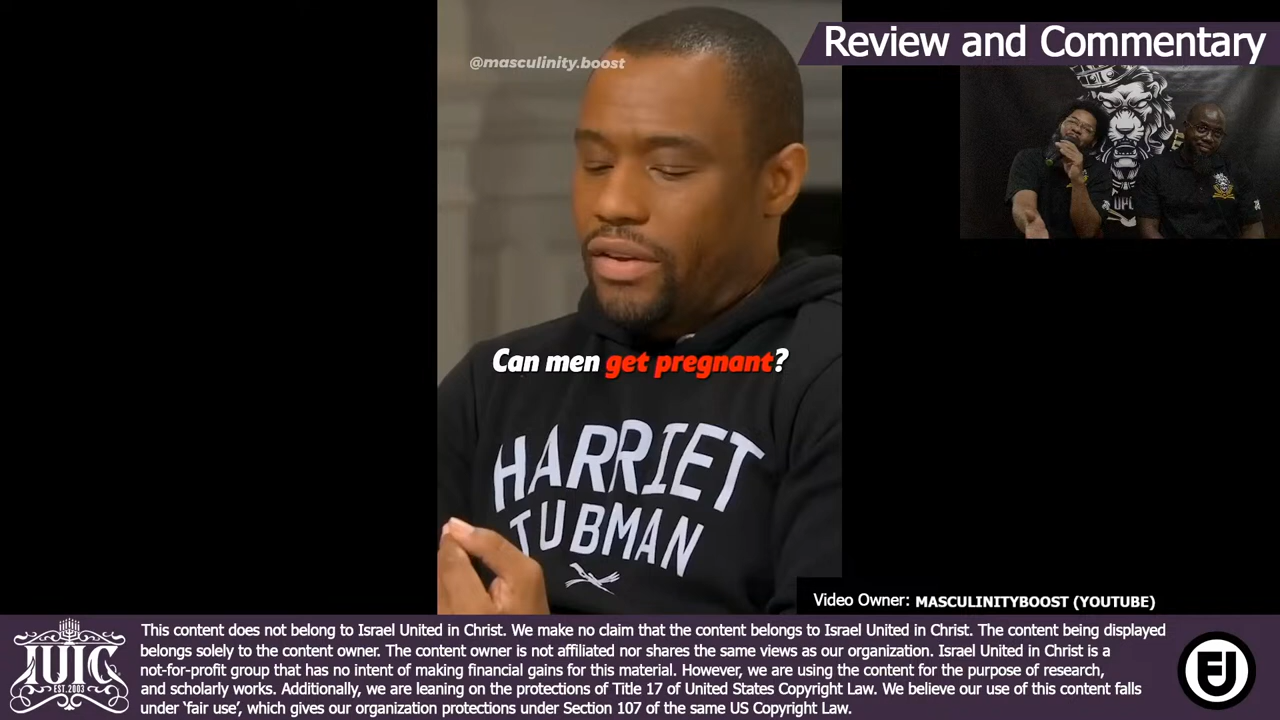 Review and Commentary
@masculinity.boost
UPC
Can men get pregnant?
HARRIET
TUBMAN
Video Owner: MASCULINITYBOOST (YOUTUBE)
This content does not belong to Israel United in Christ. We make no claim that the content belongs to Israel United in Christ. The content being displayed
belongs solely to the content owner. The content owner is not affiliated nor shares the same views as our organization. Israel United in Christ is a
not-for-profit group that has no intent of making financial gains for this material. However, we are using the content for the purpose of research,
and scholarly works. Additionally, we are leaning on the protections of Title 17 of United States Copyright Law. We believe our use of this content falls
under ‘fair use’, which gives our organization protections under Section 107 of the same US Copyright Law.
IUIC
EST.2003